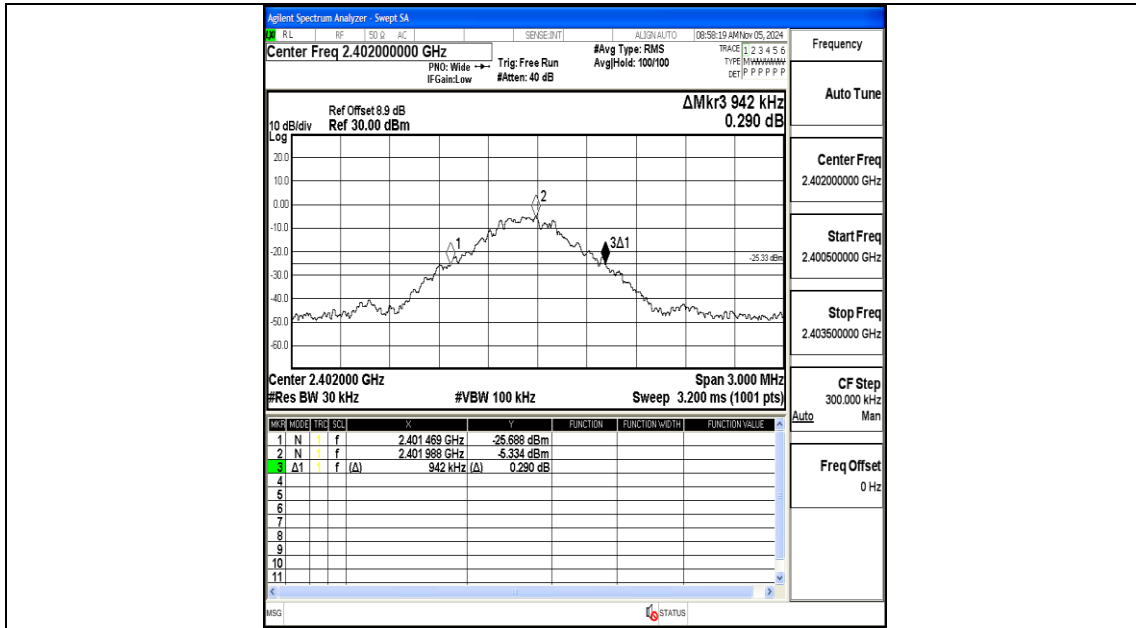 Agilent Spectrum Analyzer - Swept SA
RL RF 50 Ω AC SENSE:INT ALIGN AUTO 08:58:19 AM Nov 05, 2024
Center Freq 2.402000000 GHz
PNO: Wide
IFGain:Low
Trig: Free Run
#Atten: 40 dB
#Avg Type: RMS
Avg|Hold: 100/100
TRACE 1 2 3 4 5 6
TYPE MWWWWW
DET P P P P P P
Ref Offset 8.9 dB
Ref 30.00 dBm
10 dB/div
Log
ΔMkr3 942 kHz
0.290 dB
20.0
10.0
0.00
-10.0
-20.0
-30.0
-40.0
-50.0
-60.0
1
2
3Δ1
-25.33 dBm
Center 2.402000 GHz Span 3.000 MHz
#Res BW 30 kHz #VBW 100 kHz Sweep 3.200 ms (1001 pts)
MKR MODE TRC SCL X Y FUNCTION FUNCTION WIDTH FUNCTION VALUE
1 N 1 f 2.401 469 GHz -25.688 dBm
2 N 1 f 2.401 988 GHz -5.334 dBm
3 Δ1 1 f (Δ) 942 kHz (Δ) 0.290 dB
4
5
6
7
8
9
10
11
MSG STATUS
Frequency
Auto Tune
Center Freq
2.402000000 GHz
Start Freq
2.400500000 GHz
Stop Freq
2.403500000 GHz
CF Step
300.000 kHz
Auto Man
Freq Offset
0 Hz